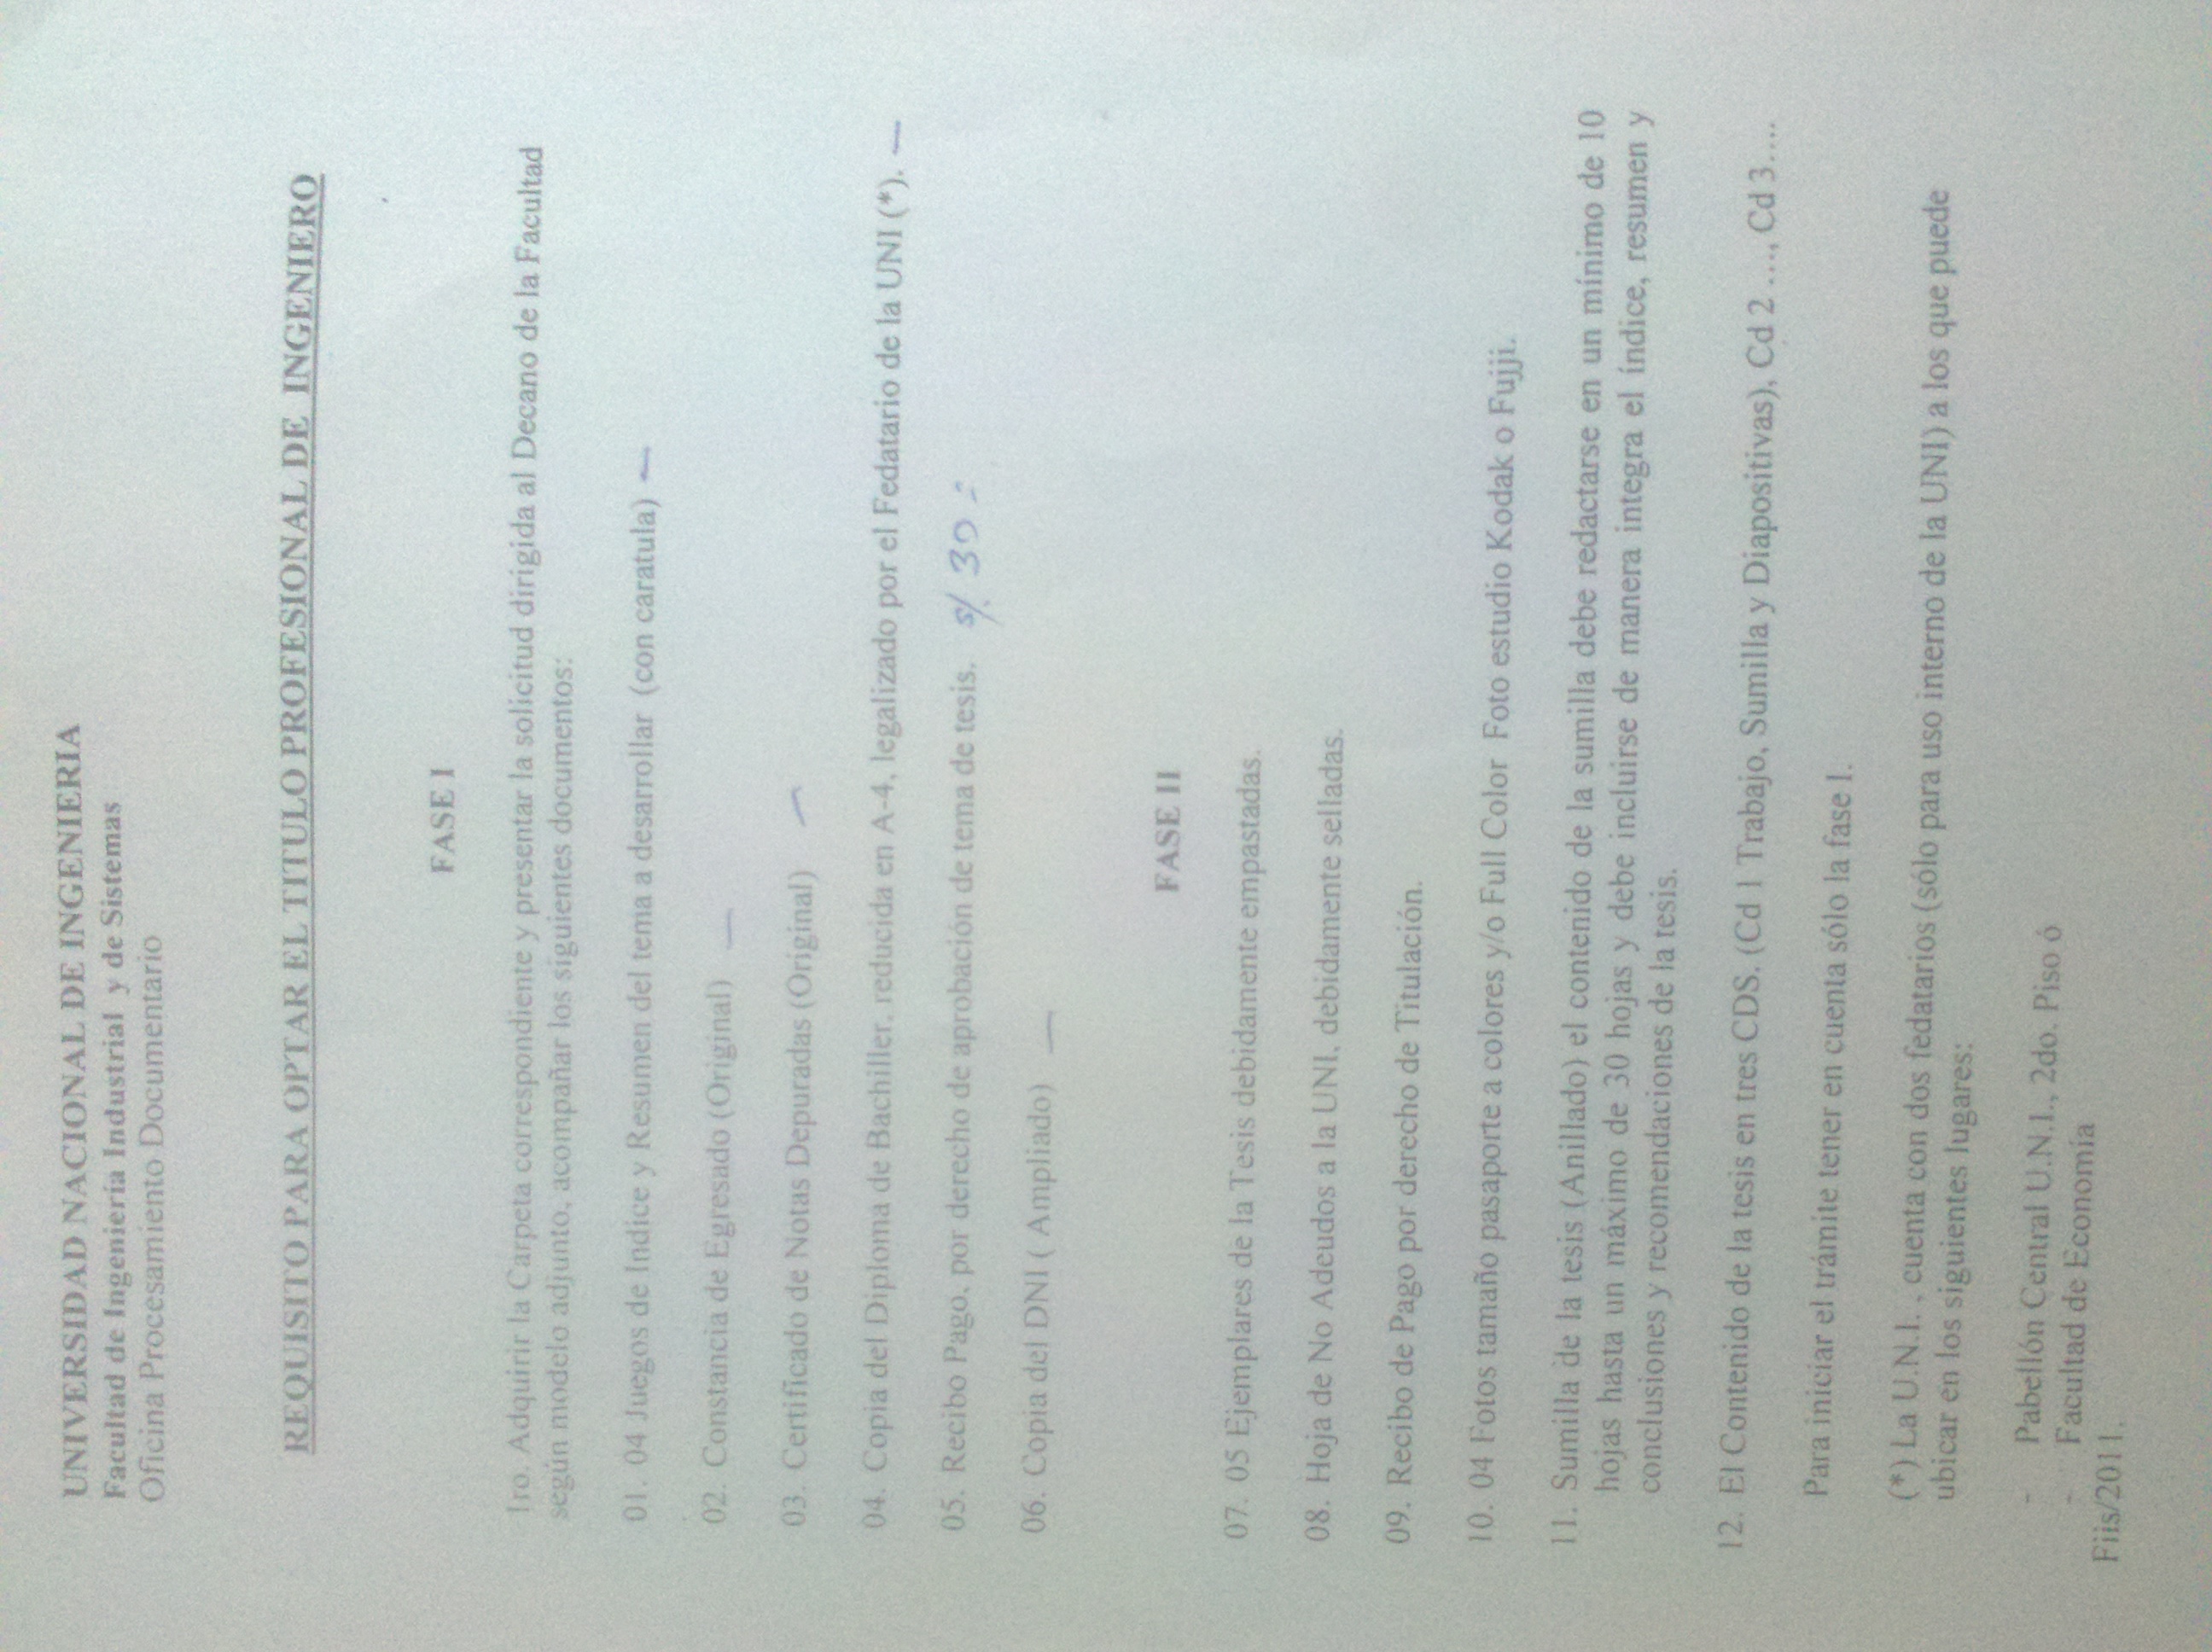 UNIVERSIDAD NACIONAL DE INGENIERIA
Facultad de Ingeniería Industrial y de Sistemas
Oficina Procesamiento Documentario
REQUISITO PARA OPTAR EL TITULO PROFESIONAL DE INGENIERO
FASE I
1ro. Adquirir la Carpeta correspondiente y presentar la solicitud dirigida al Decano de la Facultad
según modelo adjunto, acompañar los siguientes documentos:
01. 04 Juegos de Indice y Resumen del tema a desarrollar (con caratula) —
02. Constancia de Egresado (Original) —
03. Certificado de Notas Depuradas (Original)
04. Copia del Diploma de Bachiller, reducida en A-4, legalizado por el Fedatario de la UNI (*). —
05. Recibo Pago, por derecho de aprobación de tema de tesis. S/. 30 =
06. Copia del DNI ( Ampliado) —
FASE II
07. 05 Ejemplares de la Tesis debidamente empastadas.
08. Hoja de No Adeudos a la UNI, debidamente selladas.
09. Recibo de Pago por derecho de Titulación.
10. 04 Fotos tamaño pasaporte a colores y/o Full Color Foto estudio Kodak o Fujji.
11. Sumilla de la tesis (Anillado) el contenido de la sumilla debe redactarse en un mínimo de 10
hojas hasta un máximo de 30 hojas y debe incluirse de manera integra el índice, resumen y
conclusiones y recomendaciones de la tesis.
12. El Contenido de la tesis en tres CDS. (Cd 1 Trabajo, Sumilla y Diapositivas), Cd 2 ...., Cd 3....
Para iniciar el trámite tener en cuenta sólo la fase I.
(*) La U.N.I. . cuenta con dos fedatarios (sólo para uso interno de la UNI) a los que puede
ubicar en los siguientes lugares:
- Pabellón Central U.N.I., 2do. Piso ó
- Facultad de Economía
Fiis/2011.